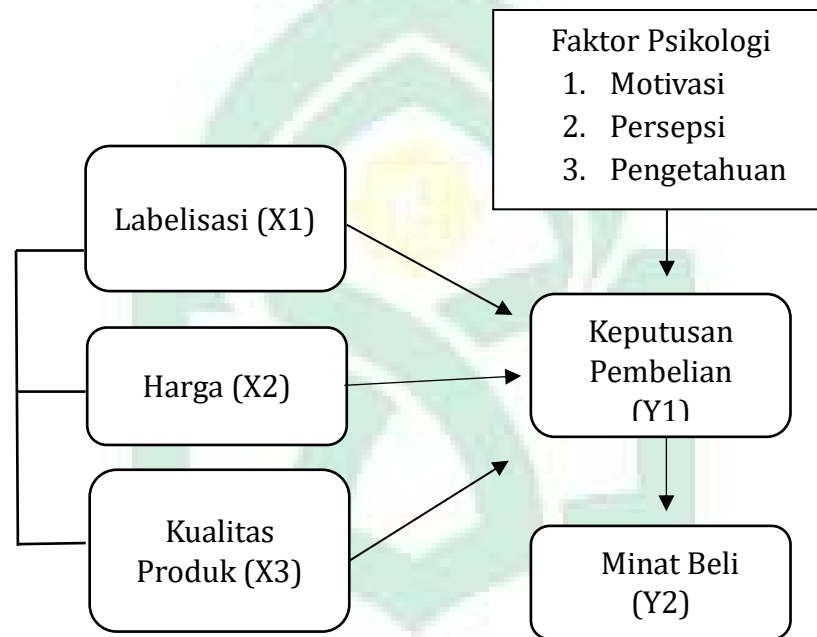 Faktor Psikologi
1. Motivasi
2. Persepsi
3. Pengetahuan
Labelisasi (X1)
Harga (X2)
Kualitas
Produk (X3)
Keputusan
Pembelian
(Y1)
Minat Beli
(Y2)